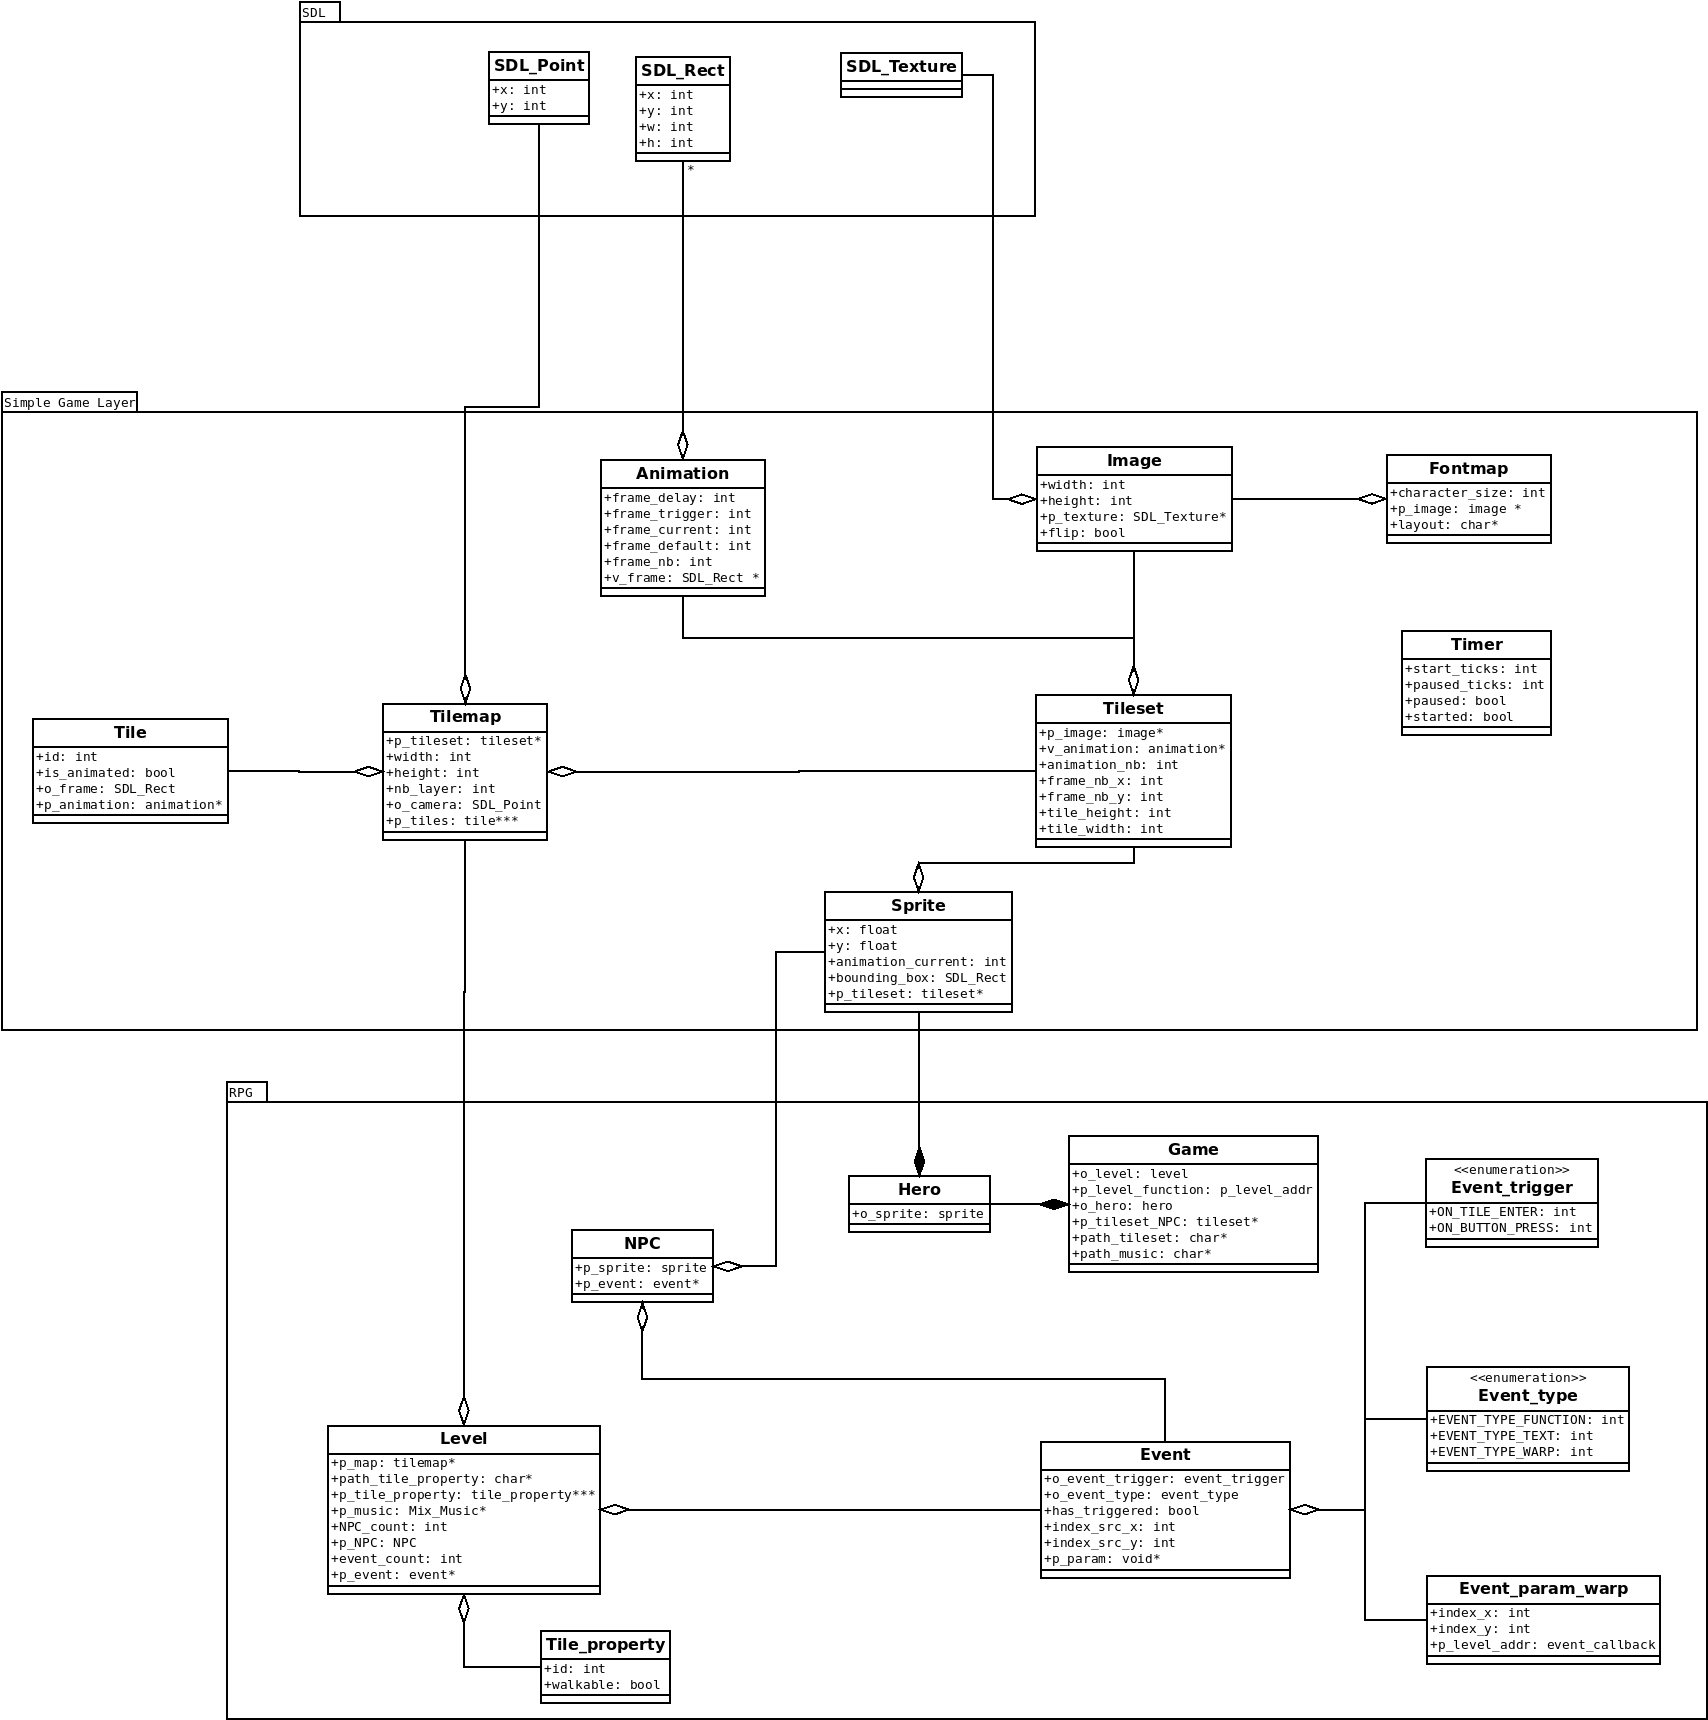 SDL
SDL_Point
+x: int
+y: int
SDL_Rect
+x: int
+y: int
+w: int
+h: int
*
SDL_Texture
Simple Game Layer
Animation
+frame_delay: int
+frame_trigger: int
+frame_current: int
+frame_default: int
+frame_nb: int
+v_frame: SDL_Rect *
Image
+width: int
+height: int
+p_texture: SDL_Texture*
+flip: bool
Fontmap
+character_size: int
+p_image: image *
+layout: char*
Timer
+start_ticks: int
+paused_ticks: int
+paused: bool
+started: bool
Tile
+id: int
+is_animated: bool
+o_frame: SDL_Rect
+p_animation: animation*
Tilemap
+p_tileset: tileset*
+width: int
+height: int
+nb_layer: int
+o_camera: SDL_Point
+p_tiles: tile***
Tileset
+p_image: image*
+v_animation: animation*
+animation_nb: int
+frame_nb_x: int
+frame_nb_y: int
+tile_height: int
+tile_width: int
Sprite
+x: float
+y: float
+animation_current: int
+bounding_box: SDL_Rect
+p_tileset: tileset*
RPG
Hero
+o_sprite: sprite
Game
+o_level: level
+p_level_function: p_level_addr
+o_hero: hero
+p_tileset_NPC: tileset*
+path_tileset: char*
+path_music: char*
<<enumeration>>
Event_trigger
+ON_TILE_ENTER: int
+ON_BUTTON_PRESS: int
NPC
+p_sprite: sprite
+p_event: event*
<<enumeration>>
Event_type
+EVENT_TYPE_FUNCTION: int
+EVENT_TYPE_TEXT: int
+EVENT_TYPE_WARP: int
Level
+p_map: tilemap*
+path_tile_property: char*
+p_tile_property: tile_property***
+p_music: Mix_Music*
+NPC_count: int
+p_NPC: NPC
+event_count: int
+p_event: event*
Event
+o_event_trigger: event_trigger
+o_event_type: event_type
+has_triggered: bool
+index_src_x: int
+index_src_y: int
+p_param: void*
Event_param_warp
+index_x: int
+index_y: int
+p_level_addr: event_callback
Tile_property
+id: int
+walkable: bool